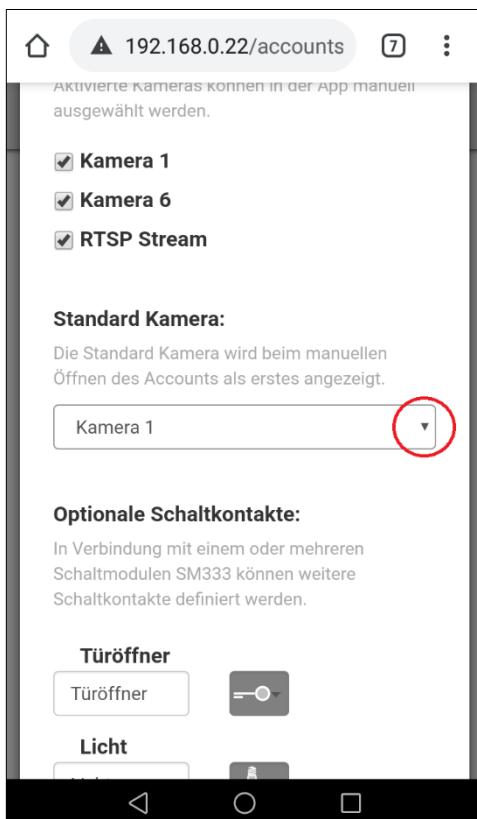 192.168.0.22/accounts
7
Aktivierte Kameras können in der App manuell
ausgewählt werden.
Kamera 1
Kamera 6
RTSP Stream
Standard Kamera:
Die Standard Kamera wird beim manuellen
Öffnen des Accounts als erstes angezeigt.
Kamera 1
Optionale Schaltkontakte:
In Verbindung mit einem oder mehreren
Schaltmodulen SM333 können weitere
Schaltkontakte definiert werden.
Türöffner
Türöffner
Licht